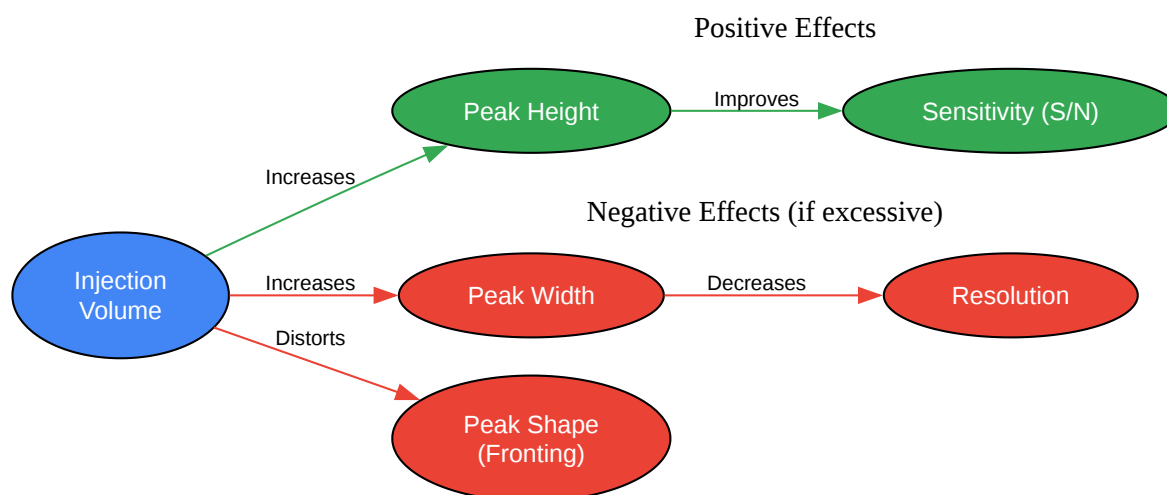 Positive Effects
Peak Height
Improves
Sensitivity (S/N)
Increases
Negative Effects (if excessive)
Injection
Volume
Increases
Peak Width
Decreases
Resolution
Distorts
Peak Shape
(Fronting)